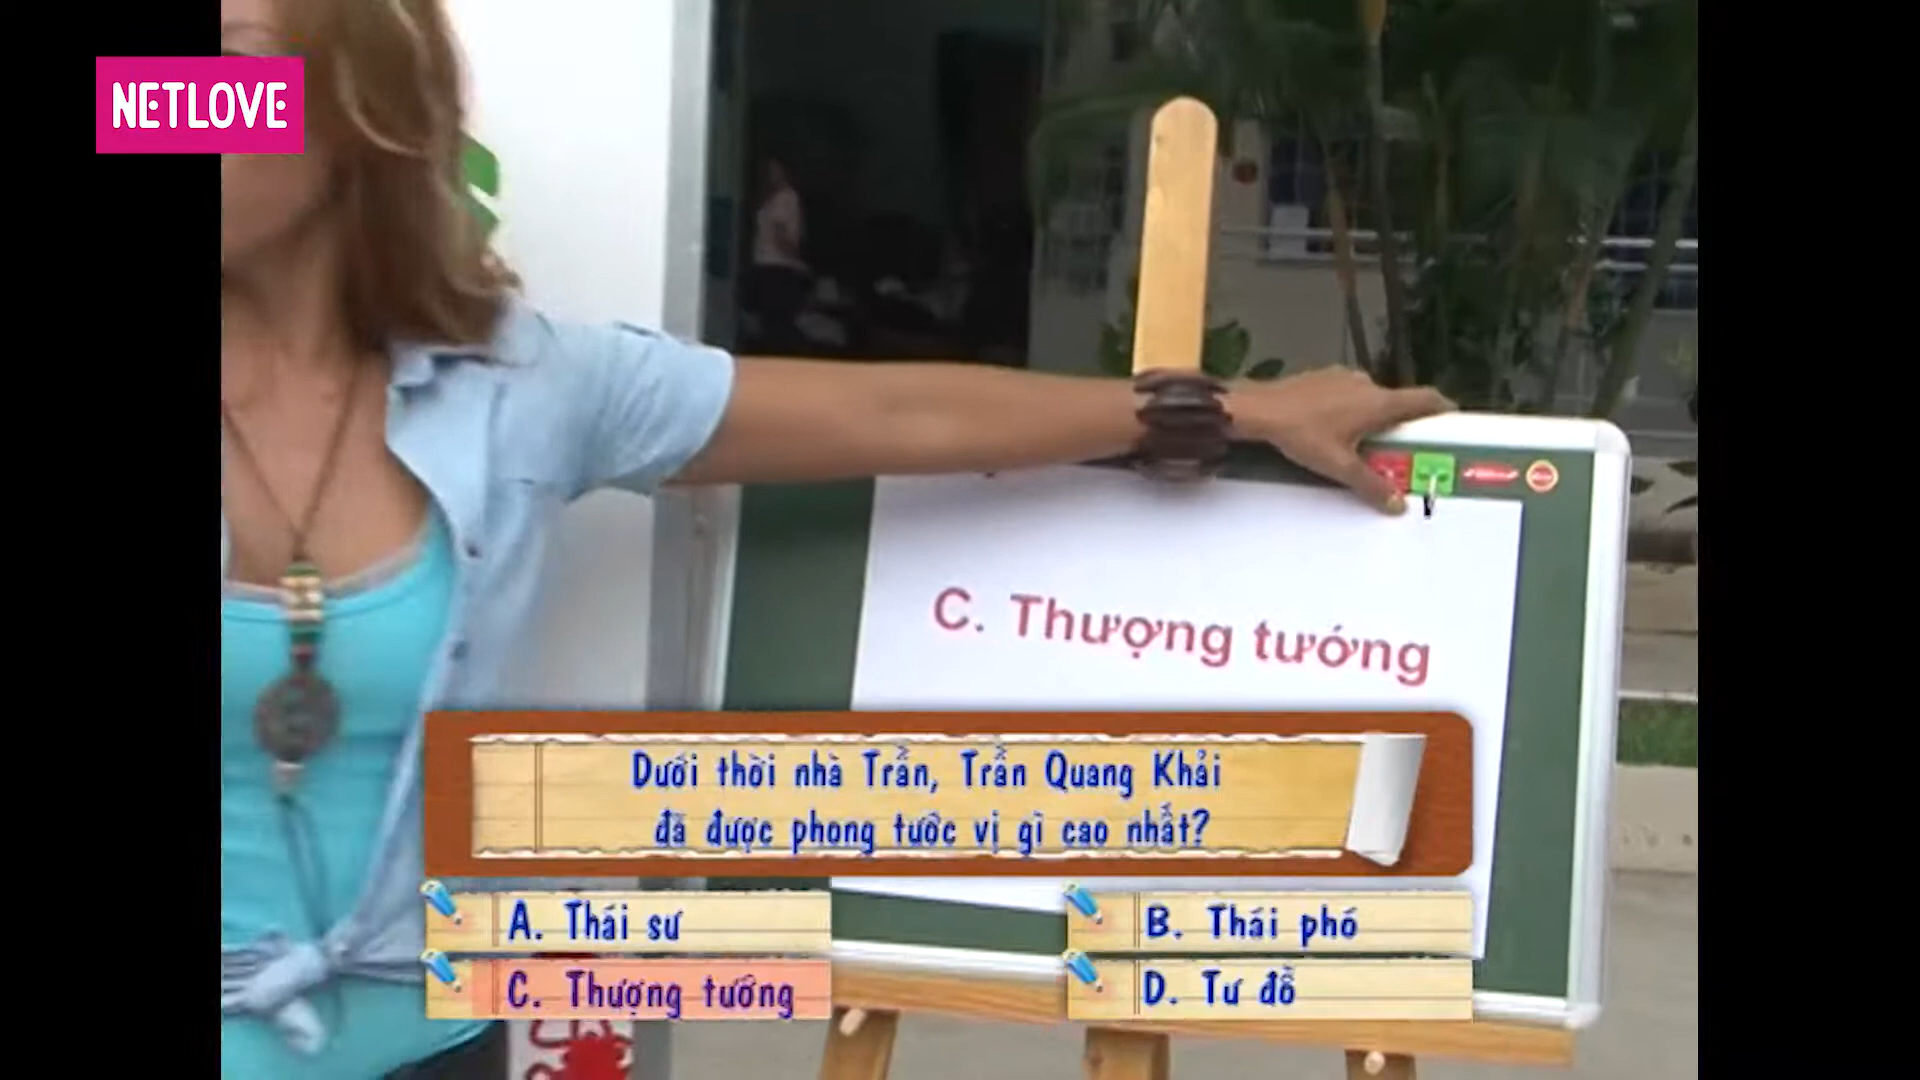 NETLOVE
C. Thượng tướng
Dưới thời nhà Trần, Trần Quang Khải
đã được phong tước vị gì cao nhất?
A. Thái sư
B. Thái phó
C. Thượng tướng
D. Tư đồ